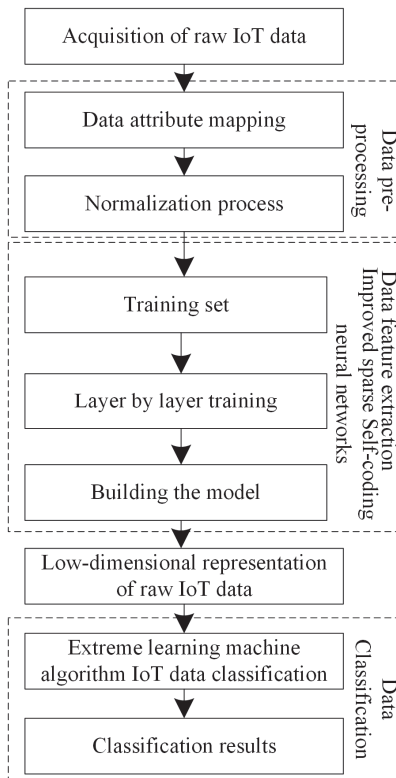 Acquisition of raw IoT data
Data attribute mapping
Normalization process
Data pre-
processing
Training set
Layer by layer training
Building the model
Data feature extraction
Improved sparse Self-coding
neural networks
Low-dimensional representation
of raw IoT data
Extreme learning machine
algorithm IoT data classification
Classification results
Data
Classification